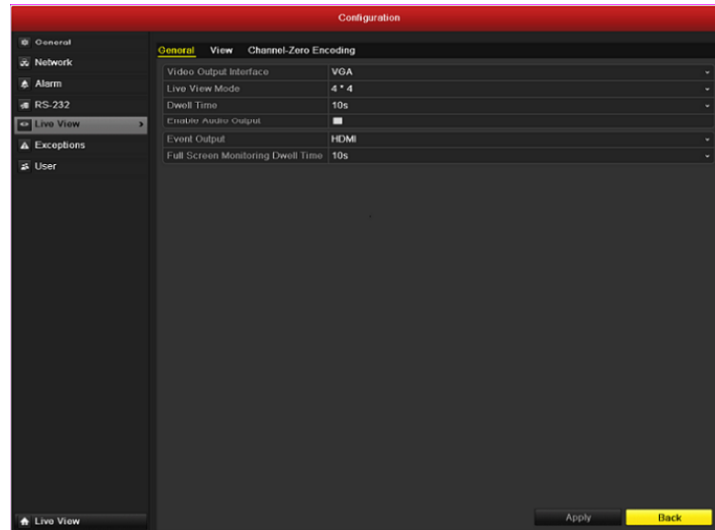 Configuration
General
Network
Alarm
RS-232
Live View
Exceptions
User
General View Channel-Zero Encoding
Video Output Interface VGA
Live View Mode 4 * 4
Dwell Time 10s
Enable Audio Output
Event Output HDMI
Full Screen Monitoring Dwell Time 10s
Live View
Apply Back